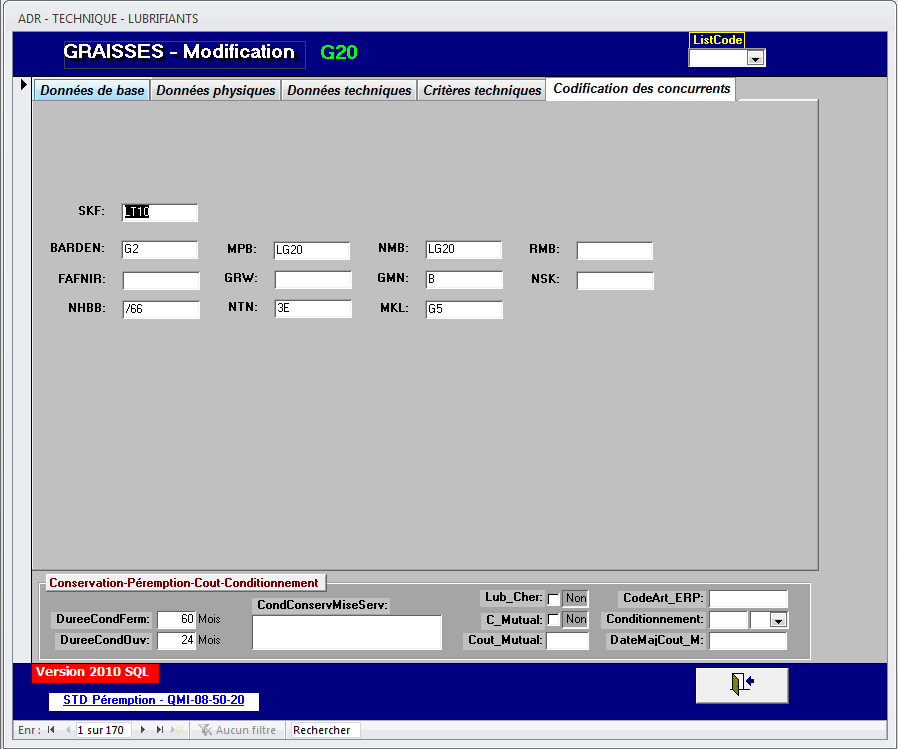 ADR - TECHNIQUE - LUBRIFIANTS
GRAISSES - Modification G20 ListCode
Données de base Données physiques Données techniques Critères techniques Codification des concurrents
SKF: LT10
BARDEN: G2 MPB: LG20 NMB: LG20 RMB:
FAFNIR: GRW: GMN: B NSK:
NHBB: /66 NTN: 3E MKL: G5
Conservation-Péremption-Cout-Conditionnement
CondConservMiseServ: Lub_Cher: Non CodeArt_ERP:
DureeCondFerm: 60 Mois C_Mutual: Non Conditionnement:
DureeCondOuv: 24 Mois Cout_Mutual: DateMajCout_M:
Version 2010 SQL
STD Péremption - QMI-08-50-20
Enr : 1 sur 170 Aucun filtre Rechercher